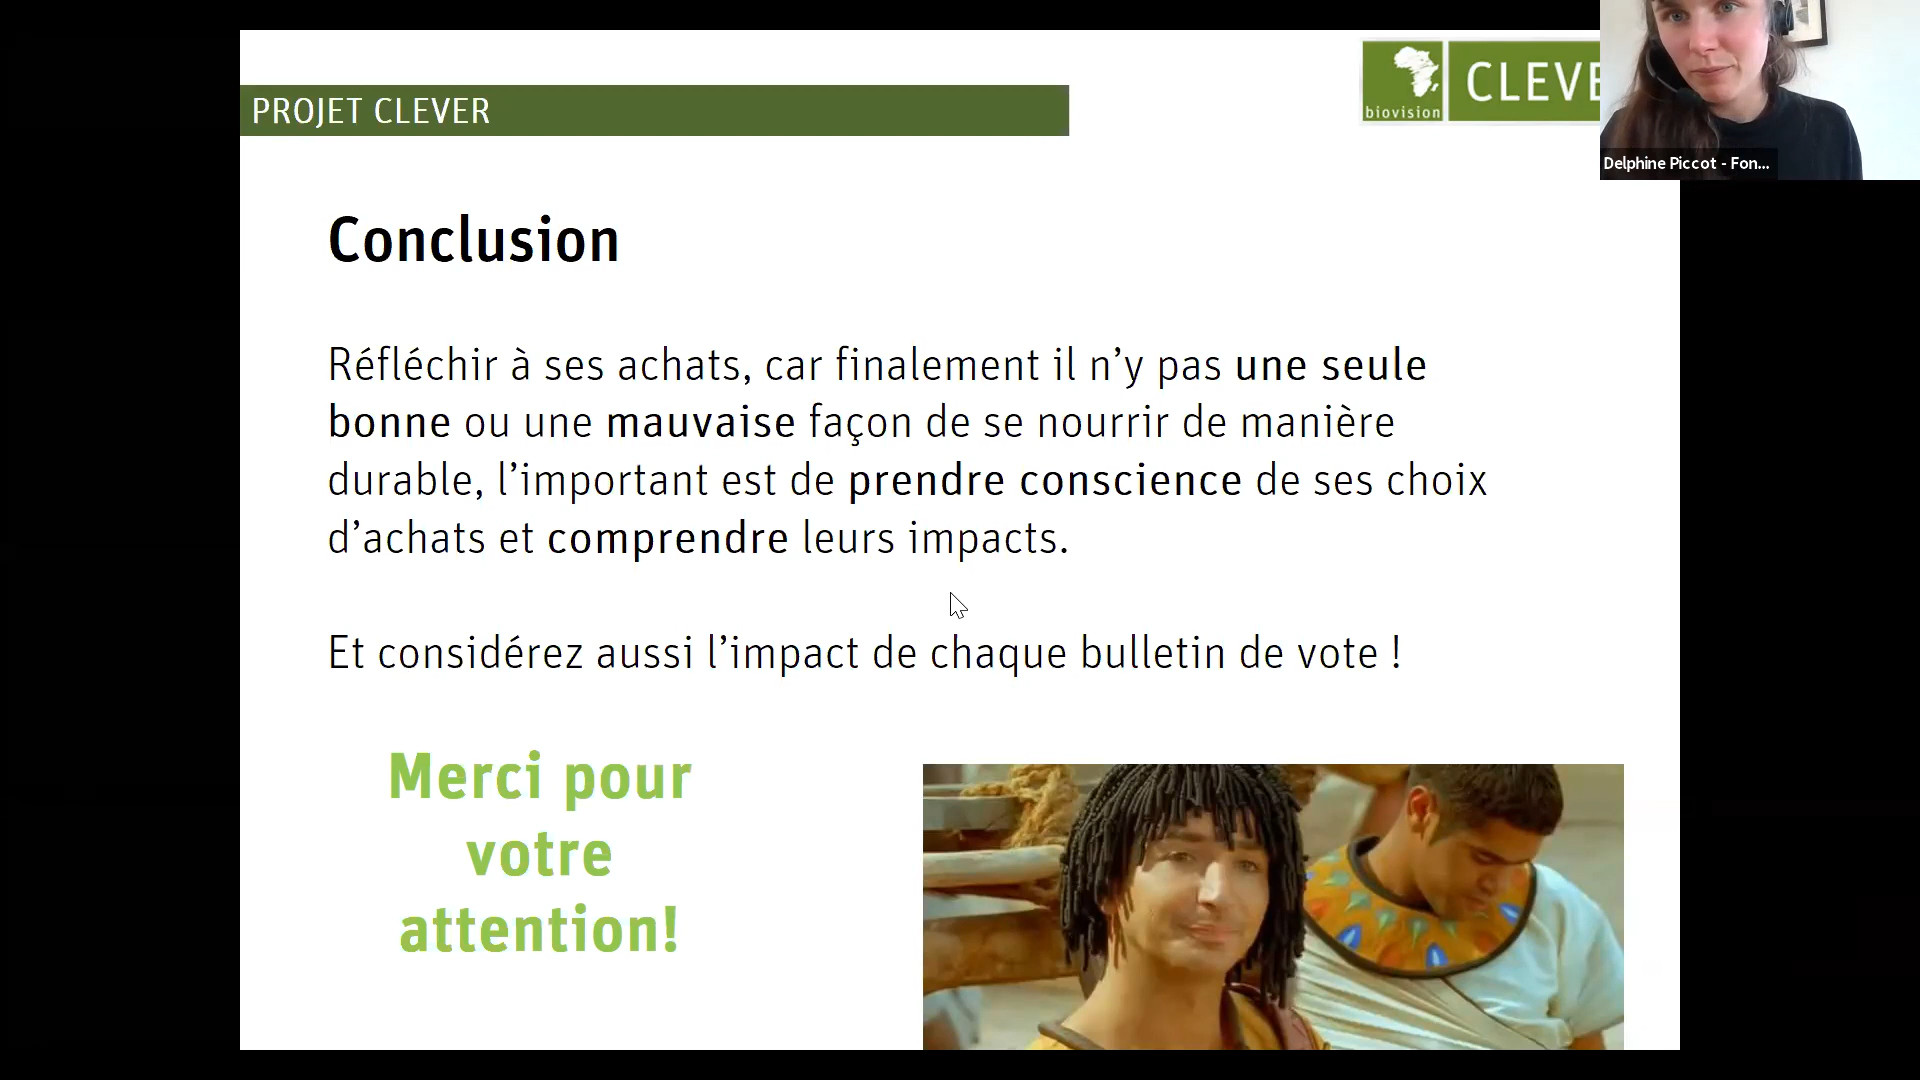 PROJET CLEVER
biovision
CLEVE
Delphine Piccot - Fon...
Conclusion
Réfléchir à ses achats, car finalement il n’y pas une seule
bonne ou une mauvaise façon de se nourrir de manière
durable, l’important est de prendre conscience de ses choix
d’achats et comprendre leurs impacts.
Et considérez aussi l’impact de chaque bulletin de vote !
Merci pour
votre
attention!